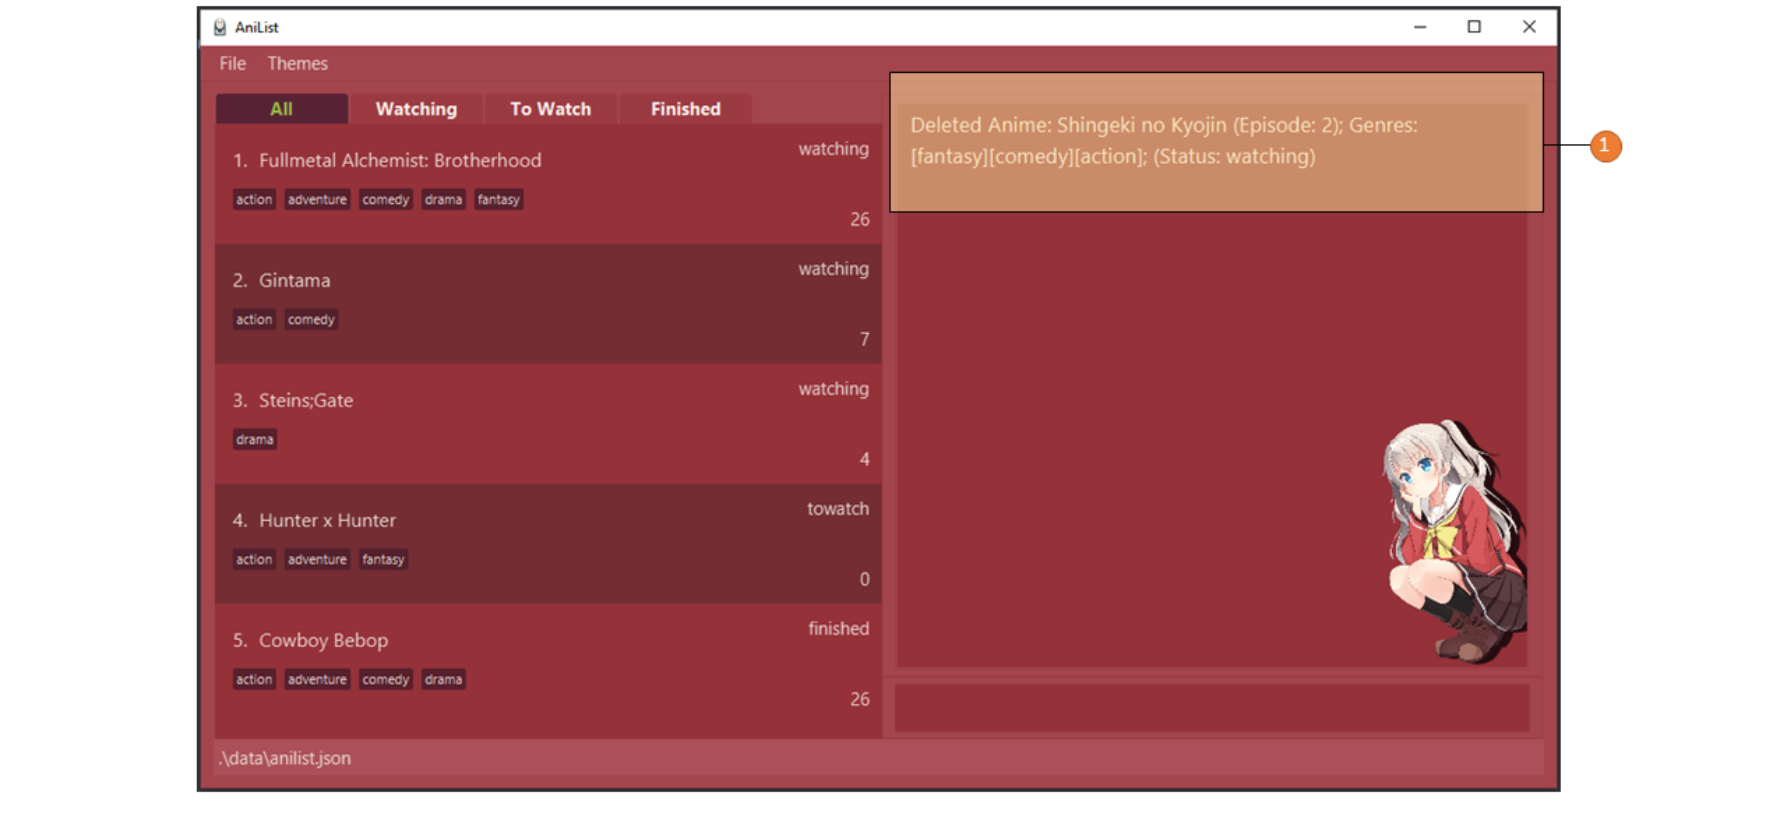 AniList
File Themes
All Watching To Watch Finished
1. Fullmetal Alchemist: Brotherhood
watching
action adventure comedy drama fantasy
26
2. Gintama
watching
action comedy
7
3. Steins;Gate
watching
drama
4
4. Hunter x Hunter
towatch
action adventure fantasy
0
5. Cowboy Bebop
finished
action adventure comedy drama
26
Deleted Anime: Shingeki no Kyojin (Episode: 2); Genres:
[fantasy][comedy][action]; (Status: watching)
1
.\data\anilist.json